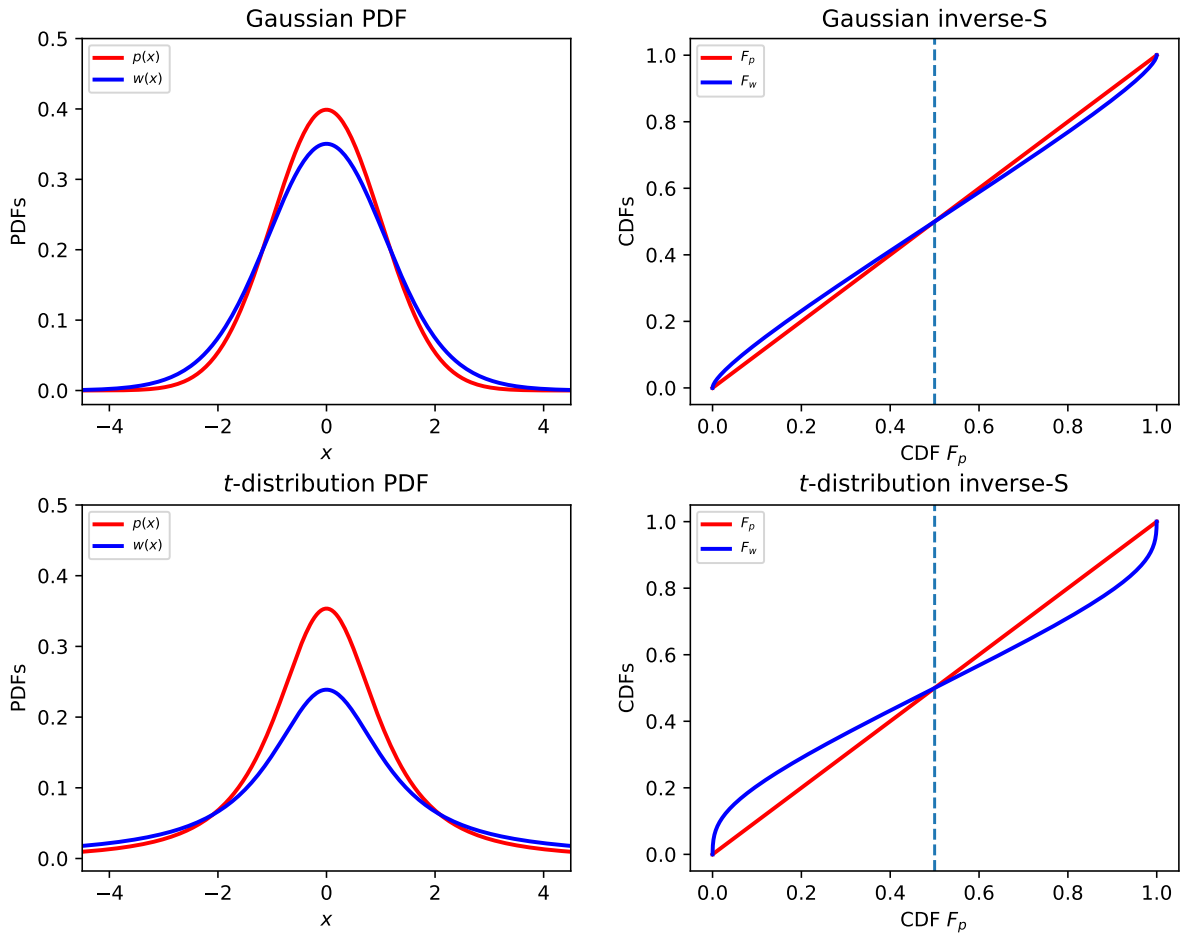 Gaussian PDF
0.5
0.4
0.3
0.2
0.1
0.0
PDFs
p(x)
w(x)
−4 −2 0 2 4
x
Gaussian inverse-S
1.0
0.8
0.6
0.4
0.2
0.0
CDFs
F_p
F_w
0.0 0.2 0.4 0.6 0.8 1.0
CDF F_p
t-distribution PDF
0.5
0.4
0.3
0.2
0.1
0.0
PDFs
p(x)
w(x)
−4 −2 0 2 4
x
t-distribution inverse-S
1.0
0.8
0.6
0.4
0.2
0.0
CDFs
F_p
F_w
0.0 0.2 0.4 0.6 0.8 1.0
CDF F_p